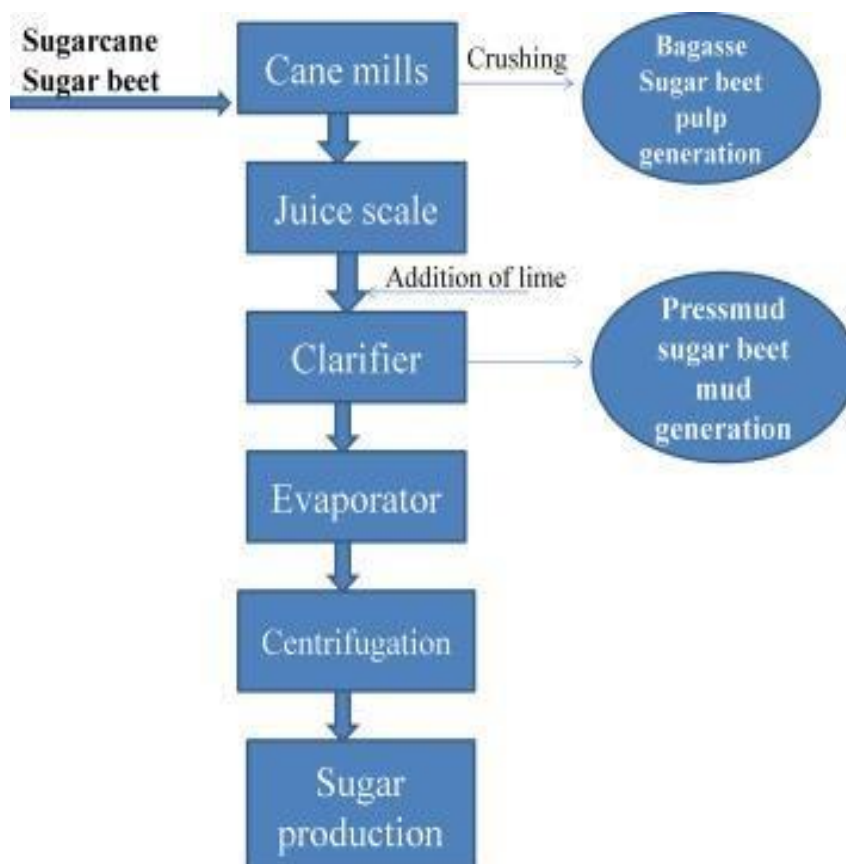 Sugarcane
Sugar beet
Cane mills
Crushing
Bagasse
Sugar beet
pulp
generation
Juice scale
Addition of lime
Clarifier
Pressmud
sugar beet
mud
generation
Evaporator
Centrifugation
Sugar
production